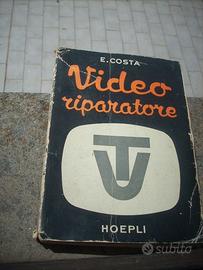 E. COSTA
Video
riparatore
TV
HOEPLI
subito